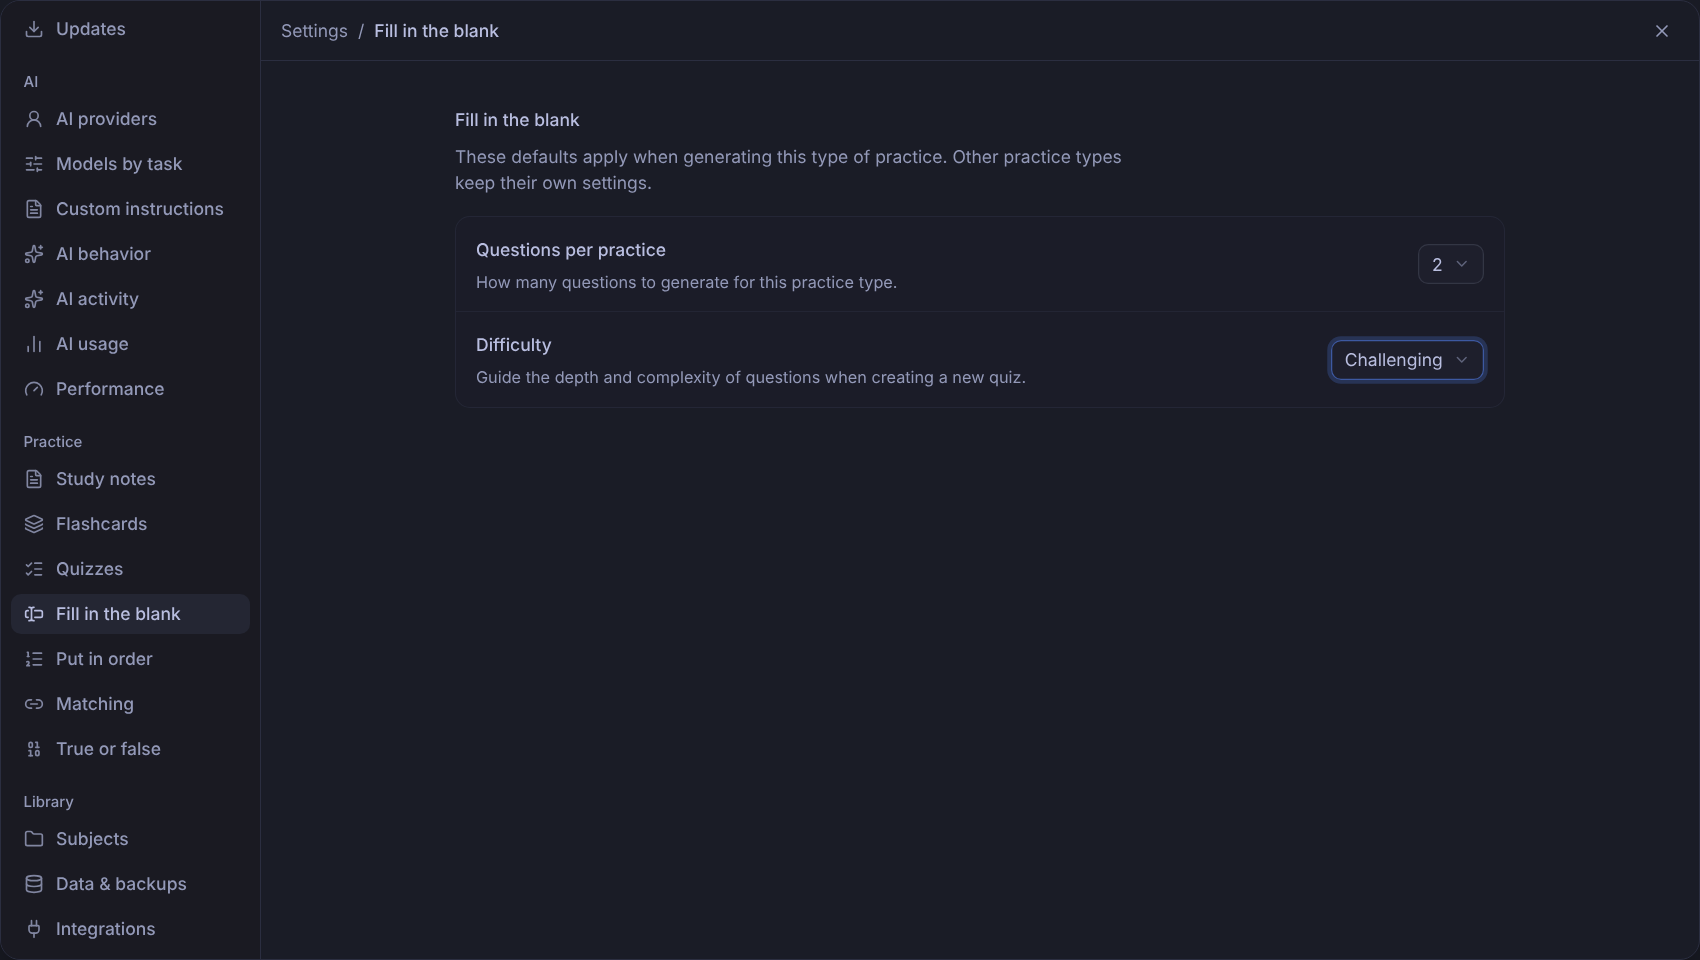 Updates
AI
AI providers
Models by task
Custom instructions
AI behavior
AI activity
AI usage
Performance
Practice
Study notes
Flashcards
Quizzes
Fill in the blank
Put in order
Matching
True or false
Library
Subjects
Data & backups
Integrations
Settings / Fill in the blank
Fill in the blank
These defaults apply when generating this type of practice. Other practice types
keep their own settings.
Questions per practice
How many questions to generate for this practice type.
2
Difficulty
Guide the depth and complexity of questions when creating a new quiz.
Challenging